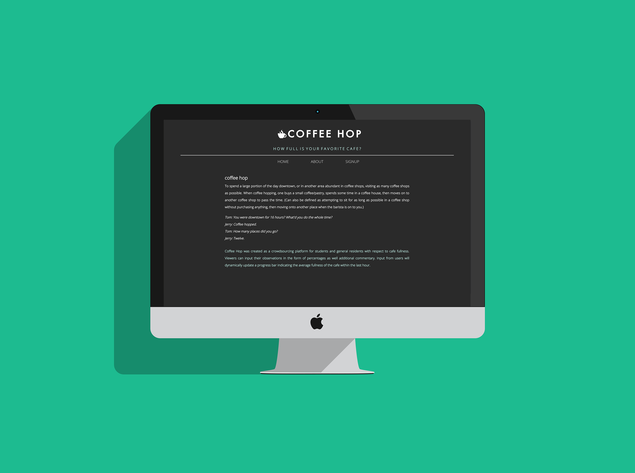 COFFEE HOP
HOW FULL IS YOUR FAVORITE CAFE?
HOME ABOUT SIGNUP
coffee hop
To spend a large portion of the day downtown, or in another area abundant in coffee shops, visiting as many coffee shops
as possible. When coffee hopping, one buys a small coffee/pastry, spends some time in a coffee house, then moves on to
another coffee shop to pass the time. (Can also be defined as attempting to sit for as long as possible in a coffee shop
without purchasing anything, then moving onto another place when the barista is on to you.)
Tom: You were downtown for *6 hours? What'd you do the whole time?
Jerry: Coffee hopped.
Tom: How many places did you go?
Jerry: Twelve.
Coffee Hop was created as a crowdsourcing platform for students and general residents with respect to cafe fullness.
Viewers can input their observations in the form of percentages as well additional commentary. Input from users will
dynamically update a progress bar indicating the average fullness of the cafe within the last hour.